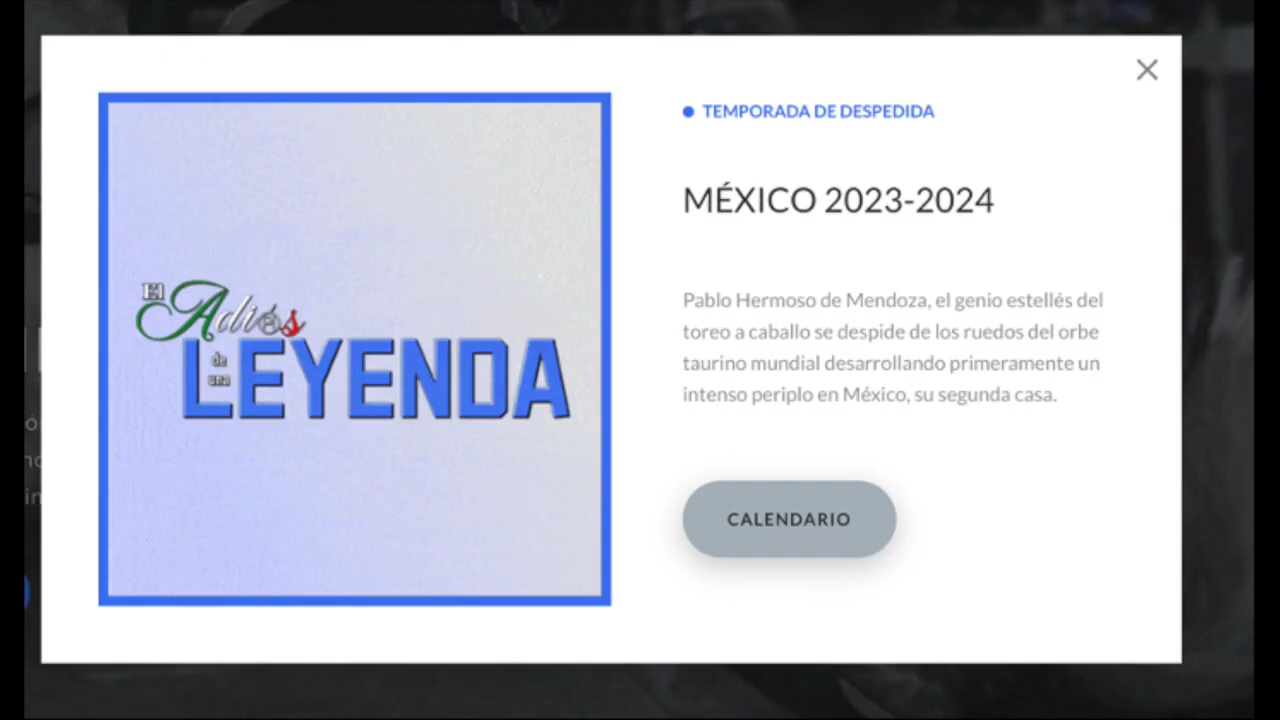 TEMPORADA DE DESPEDIDA
El Adiós
de una
LEYENDA
MÉXICO 2023-2024
Pablo Hermoso de Mendoza, el genio estellés del
toreo a caballo se despide de los ruedos del orbe
taurino mundial desarrollando primeramente un
intenso periplo en México, su segunda casa.
CALENDARIO